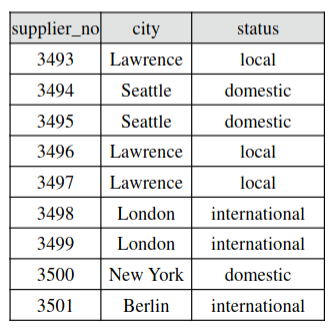 supplier_no city status
3493 Lawrence local
3494 Seattle domestic
3495 Seattle domestic
3496 Lawrence local
3497 Lawrence local
3498 London international
3499 London international
3500 New York domestic
3501 Berlin international